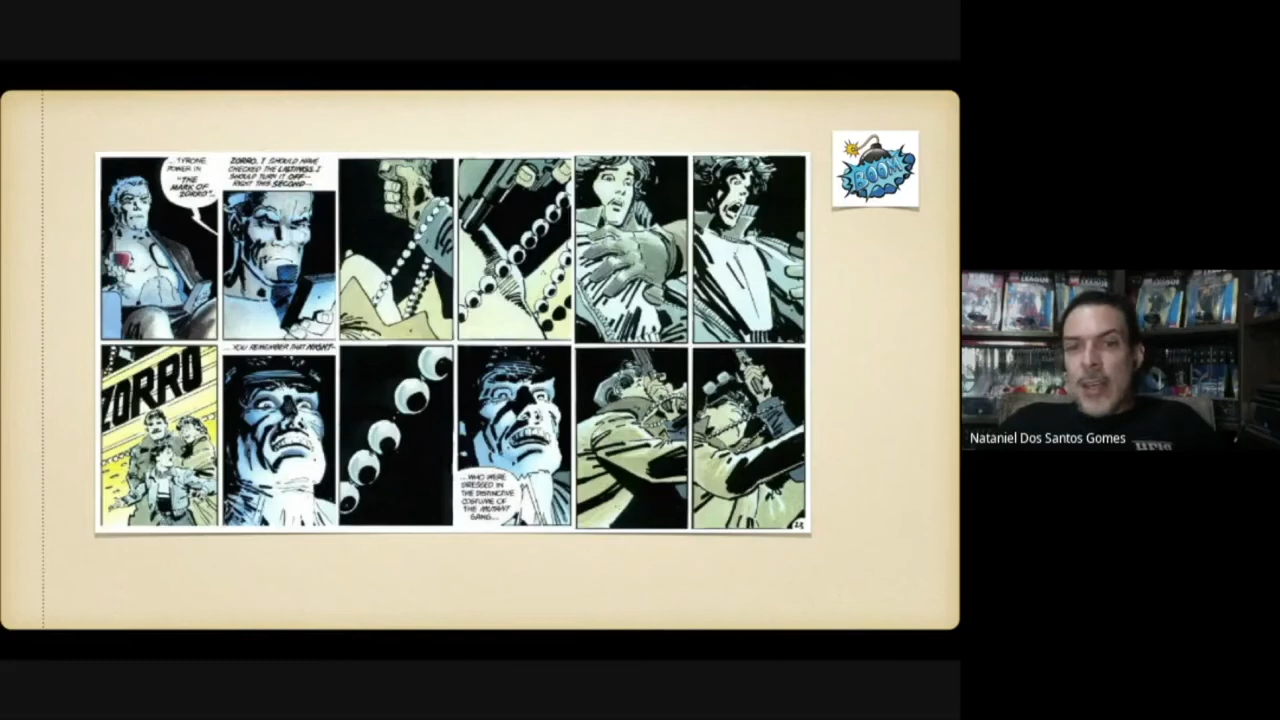 ...TYRONE
POWER IN
"THE
MARK OF
ZORRO"...
ZORRO. I SHOULD HAVE
CHECKED THE LISTINGS. I
SHOULD TURN IT OFF--
RIGHT THIS SECOND--
BOOM!
ZORRO
...YOU REMEMBER THAT NIGHT--
...WHO WERE
DRESSED IN
THE DISTINCTIVE
COSTUME OF
THE MUTANT
GANG...
Nataniel Dos Santos Gomes